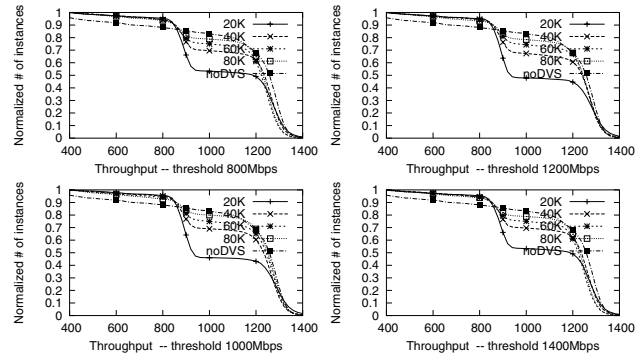 Normalized # of instances
1
0.9
0.8
0.7
0.6
0.5
0.4
0.3
0.2
0.1
0
20K
40K
60K
80K
noDVS
400 600 800 1000 1200 1400
Throughput -- threshold 800Mbps
Normalized # of instances
1
0.9
0.8
0.7
0.6
0.5
0.4
0.3
0.2
0.1
0
20K
40K
60K
80K
noDVS
400 600 800 1000 1200 1400
Throughput -- threshold 1200Mbps
Normalized # of instances
1
0.9
0.8
0.7
0.6
0.5
0.4
0.3
0.2
0.1
0
20K
40K
60K
80K
noDVS
400 600 800 1000 1200 1400
Throughput -- threshold 1000Mbps
Normalized # of instances
1
0.9
0.8
0.7
0.6
0.5
0.4
0.3
0.2
0.1
0
20K
40K
60K
80K
noDVS
400 600 800 1000 1200 1400
Throughput -- threshold 1400Mbps